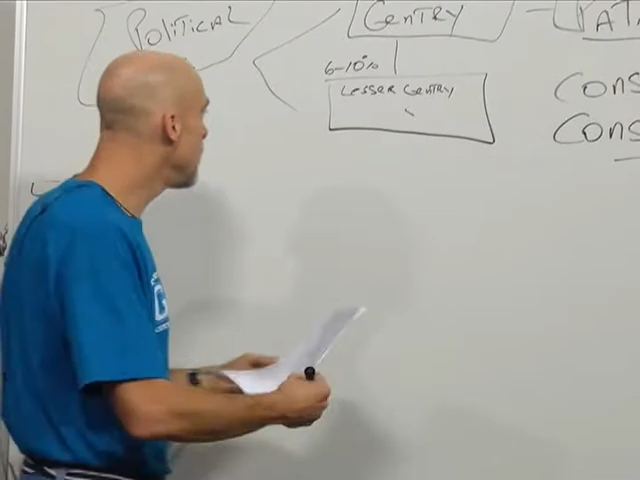 POLITICAL
GENTRY
6-10%
LESSER GENTRY
CONS
CONS